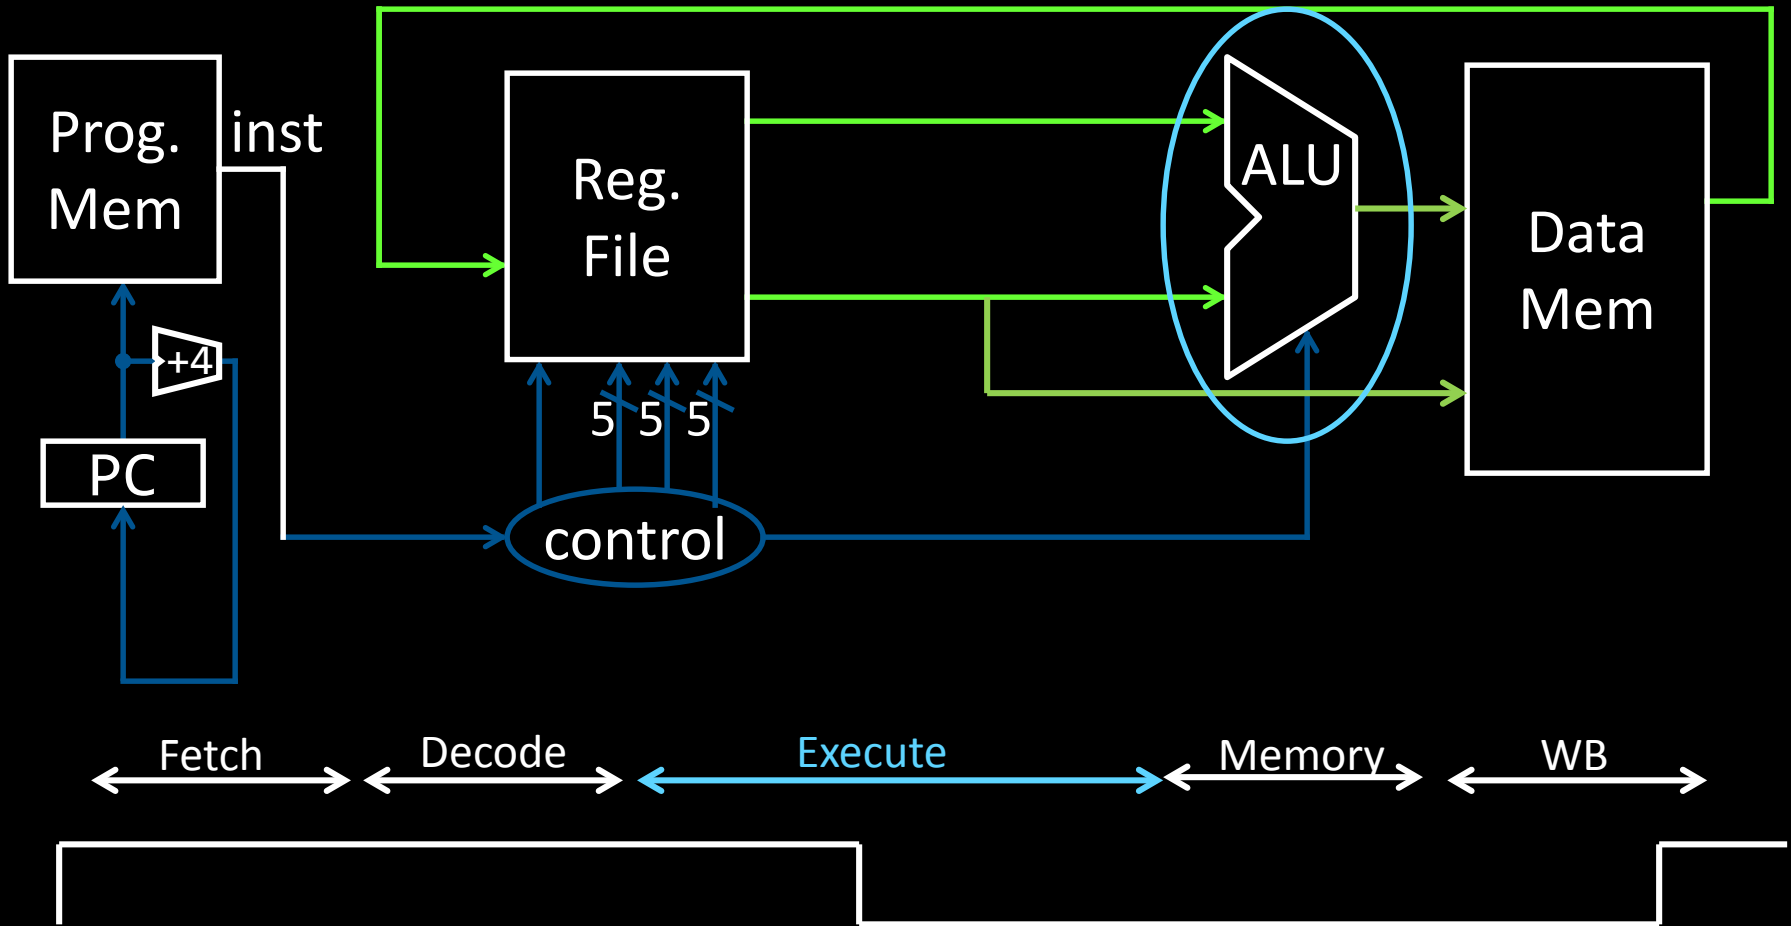 Prog.
Mem
inst
Reg.
File
ALU
Data
Mem
+4
PC
5 5 5
control
Fetch
Decode
Execute
Memory
WB